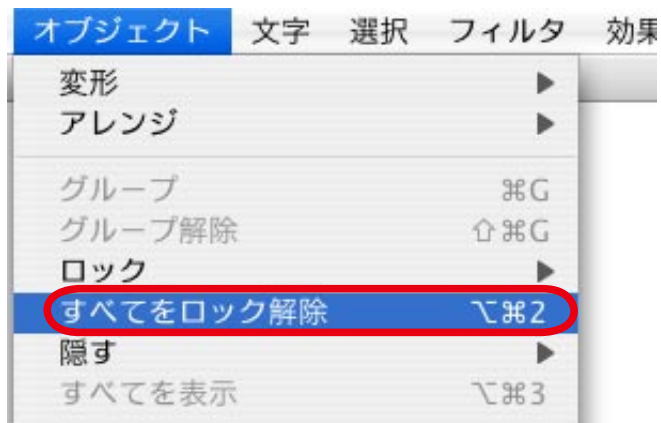 オブジェクト 文字 選択 フィルタ 効果
変形 ▶
アレンジ ▶
グループ ⌘G
グループ解除 ⇧⌘G
ロック ▶
すべてをロック解除 ⌥⌘2
隠す ▶
すべてを表示 ⌥⌘3